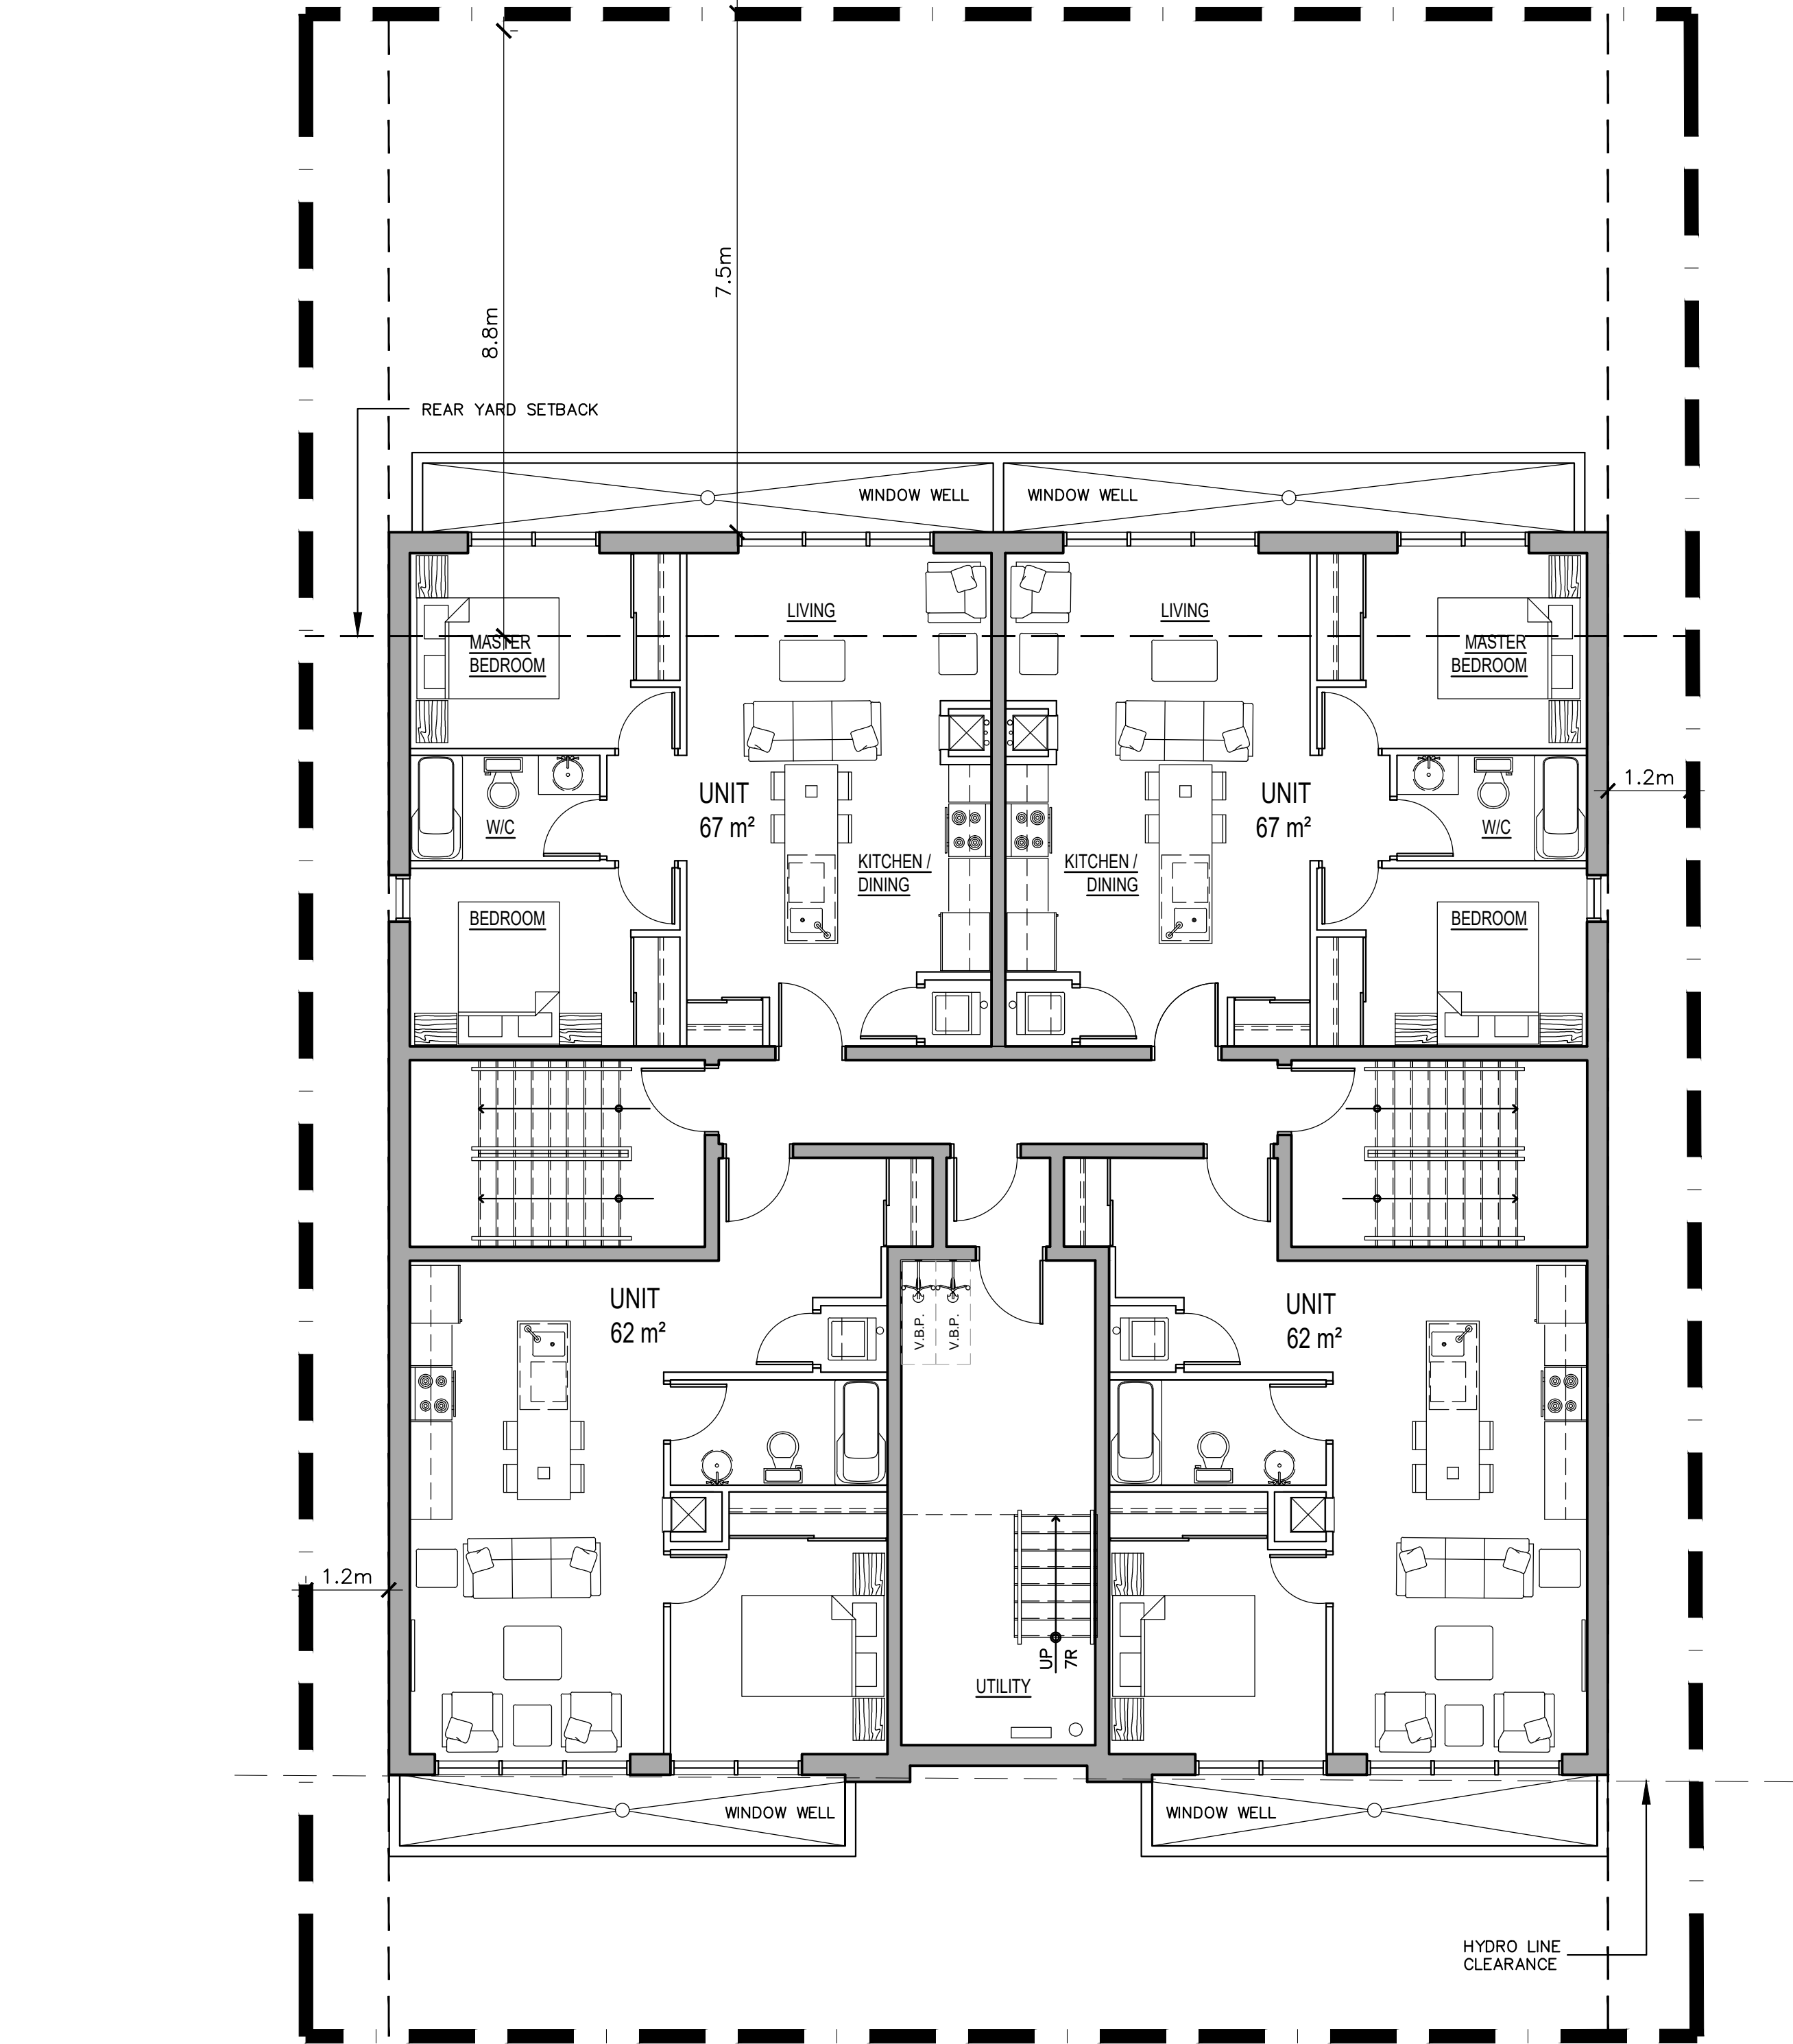 7.5m
8.8m
REAR YARD SETBACK
WINDOW WELL
WINDOW WELL
LIVING
LIVING
MASTER
BEDROOM
MASTER
BEDROOM
1.2m
UNIT
67 m²
UNIT
67 m²
W/C
W/C
KITCHEN /
DINING
KITCHEN /
DINING
BEDROOM
BEDROOM
UNIT
62 m²
UNIT
62 m²
V.B.P.
V.B.P.
1.2m
UP
7R
UTILITY
WINDOW WELL
WINDOW WELL
HYDRO LINE
CLEARANCE